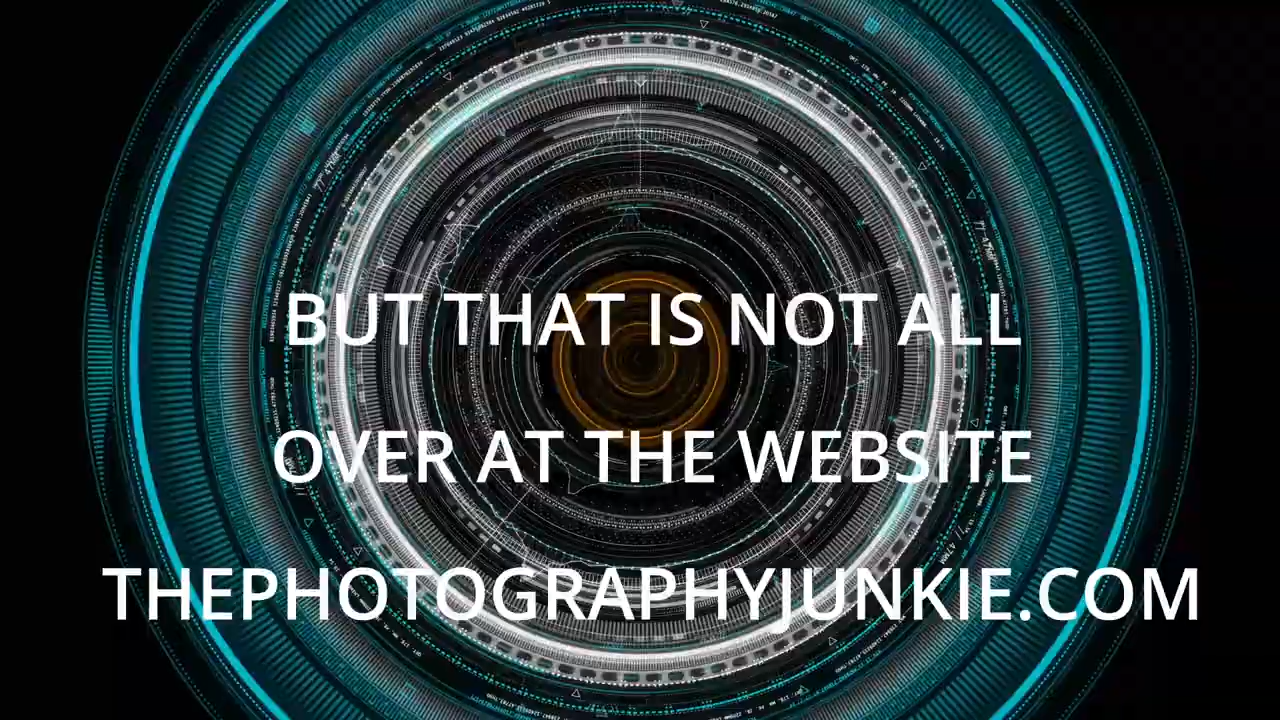 BUT THAT IS NOT ALL
OVER AT THE WEBSITE
THEPHOTOGRAPHYJUNKIE.COM